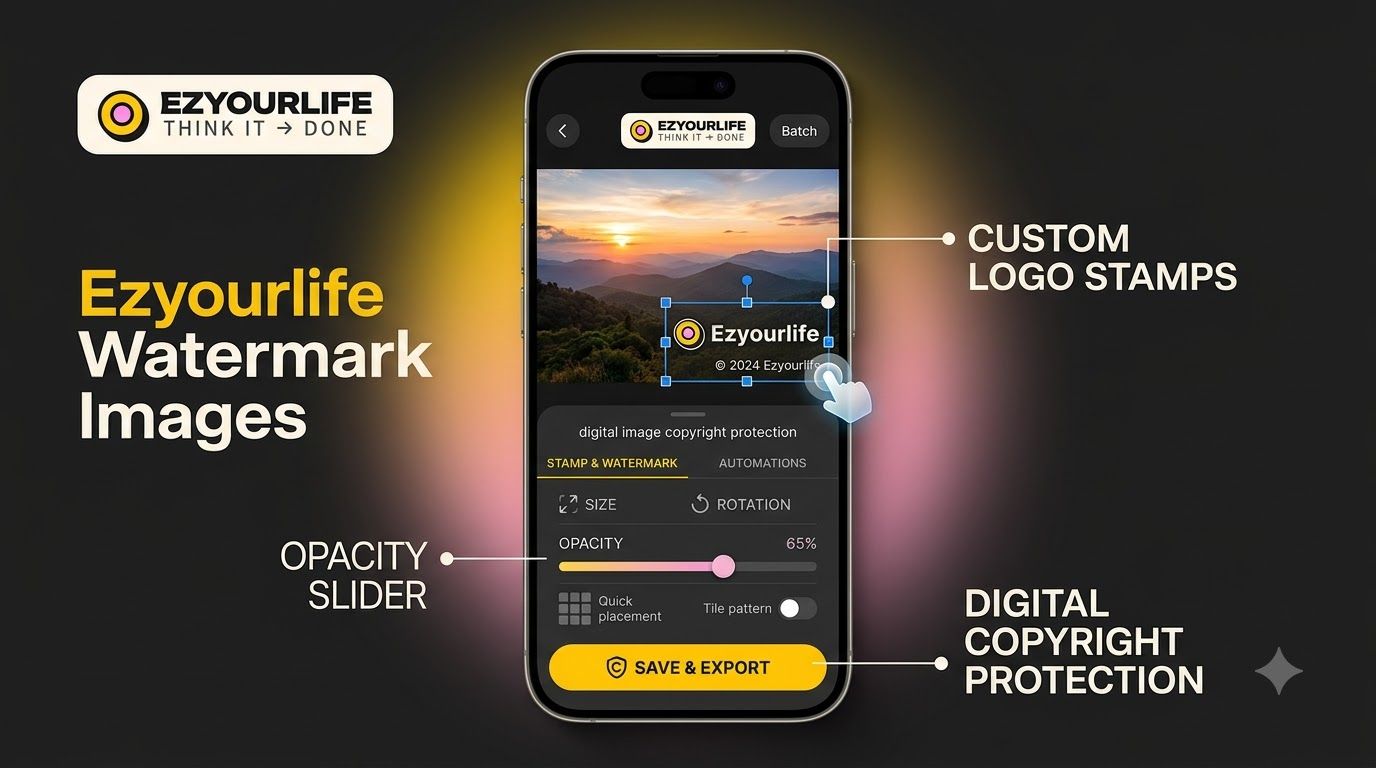 EZYOURLIFE
THINK IT → DONE
Ezyourlife
Watermark
Images
EZYOURLIFE
THINK IT → DONE
Batch
Ezyourlife
© 2024 Ezyourlife
CUSTOM
LOGO STAMPS
digital image copyright protection
STAMP & WATERMARK
AUTOMATIONS
SIZE
ROTATION
OPACITY
65%
OPACITY
SLIDER
Quick
placement
Tile pattern
SAVE & EXPORT
DIGITAL
COPYRIGHT
PROTECTION